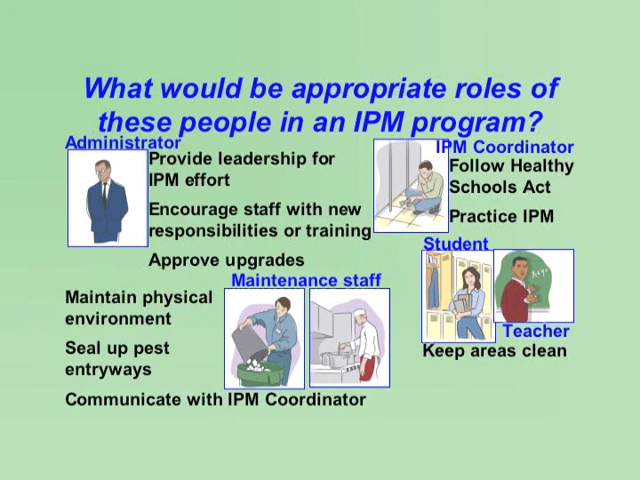 What would be appropriate roles of
these people in an IPM program?
Administrator
Provide leadership for
IPM effort
Encourage staff with new
responsibilities or training
Approve upgrades
IPM Coordinator
Follow Healthy
Schools Act
Practice IPM
Maintenance staff
Maintain physical
environment
Seal up pest
entryways
Communicate with IPM Coordinator
Student
Teacher
Keep areas clean